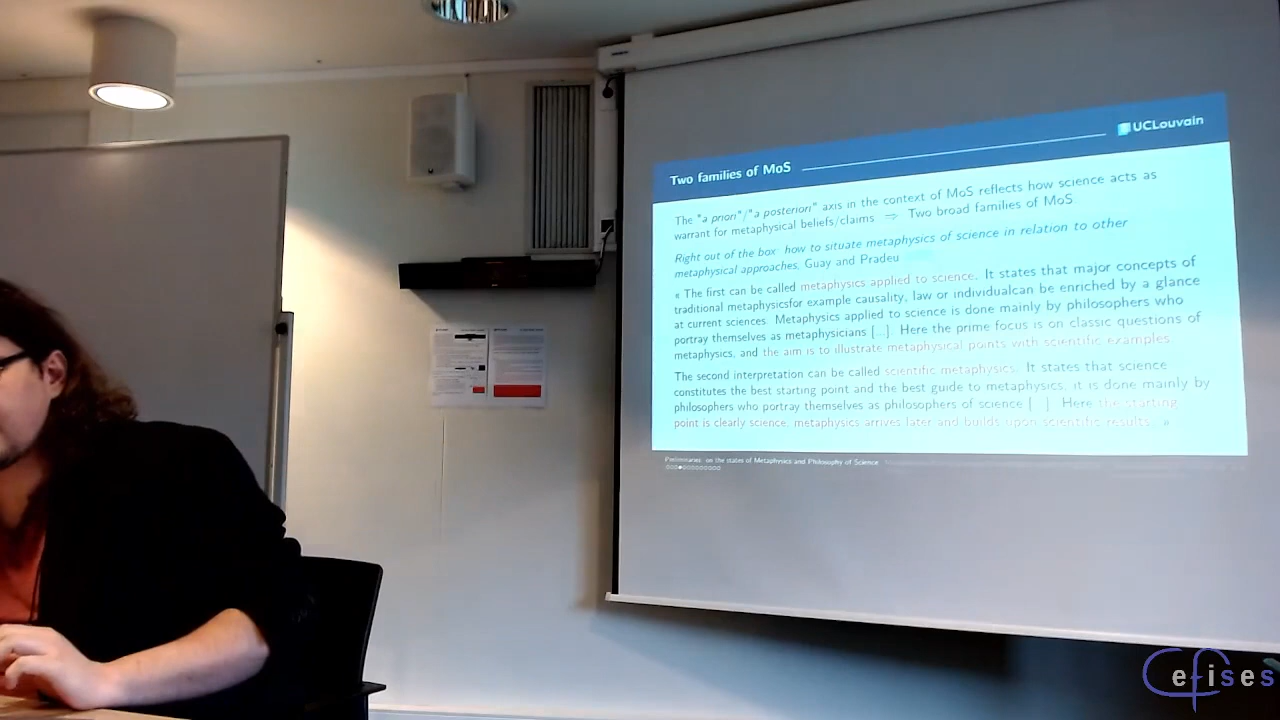 UCLouvain
Two families of MoS
The "a priori"/"a posteriori" axis in the context of MoS reflects how science acts as
warrant for metaphysical beliefs/claims ⇒ Two broad families of MoS
Right out of the box: how to situate metaphysics of science in relation to other
metaphysical approaches, Guay and Pradeu
« The first can be called metaphysics applied to science. It states that major concepts of
traditional metaphysicsfor example causality, law or individualcan be enriched by a glance
at current sciences. Metaphysics applied to science is done mainly by philosophers who
portray themselves as metaphysicians [...] Here the prime focus is on classic questions of
metaphysics, and the aim is to illustrate metaphysical points with scientific examples.
The second interpretation can be called scientific metaphysics. It states that science
constitutes the best starting point and the best guide to metaphysics, it is done mainly by
philosophers who portray themselves as philosophers of science [...] Here the starting
point is clearly science, metaphysics arrives later and builds upon scientific results. »
Preliminaries: on the states of Metaphysics and Philosophy of Science
Cefises